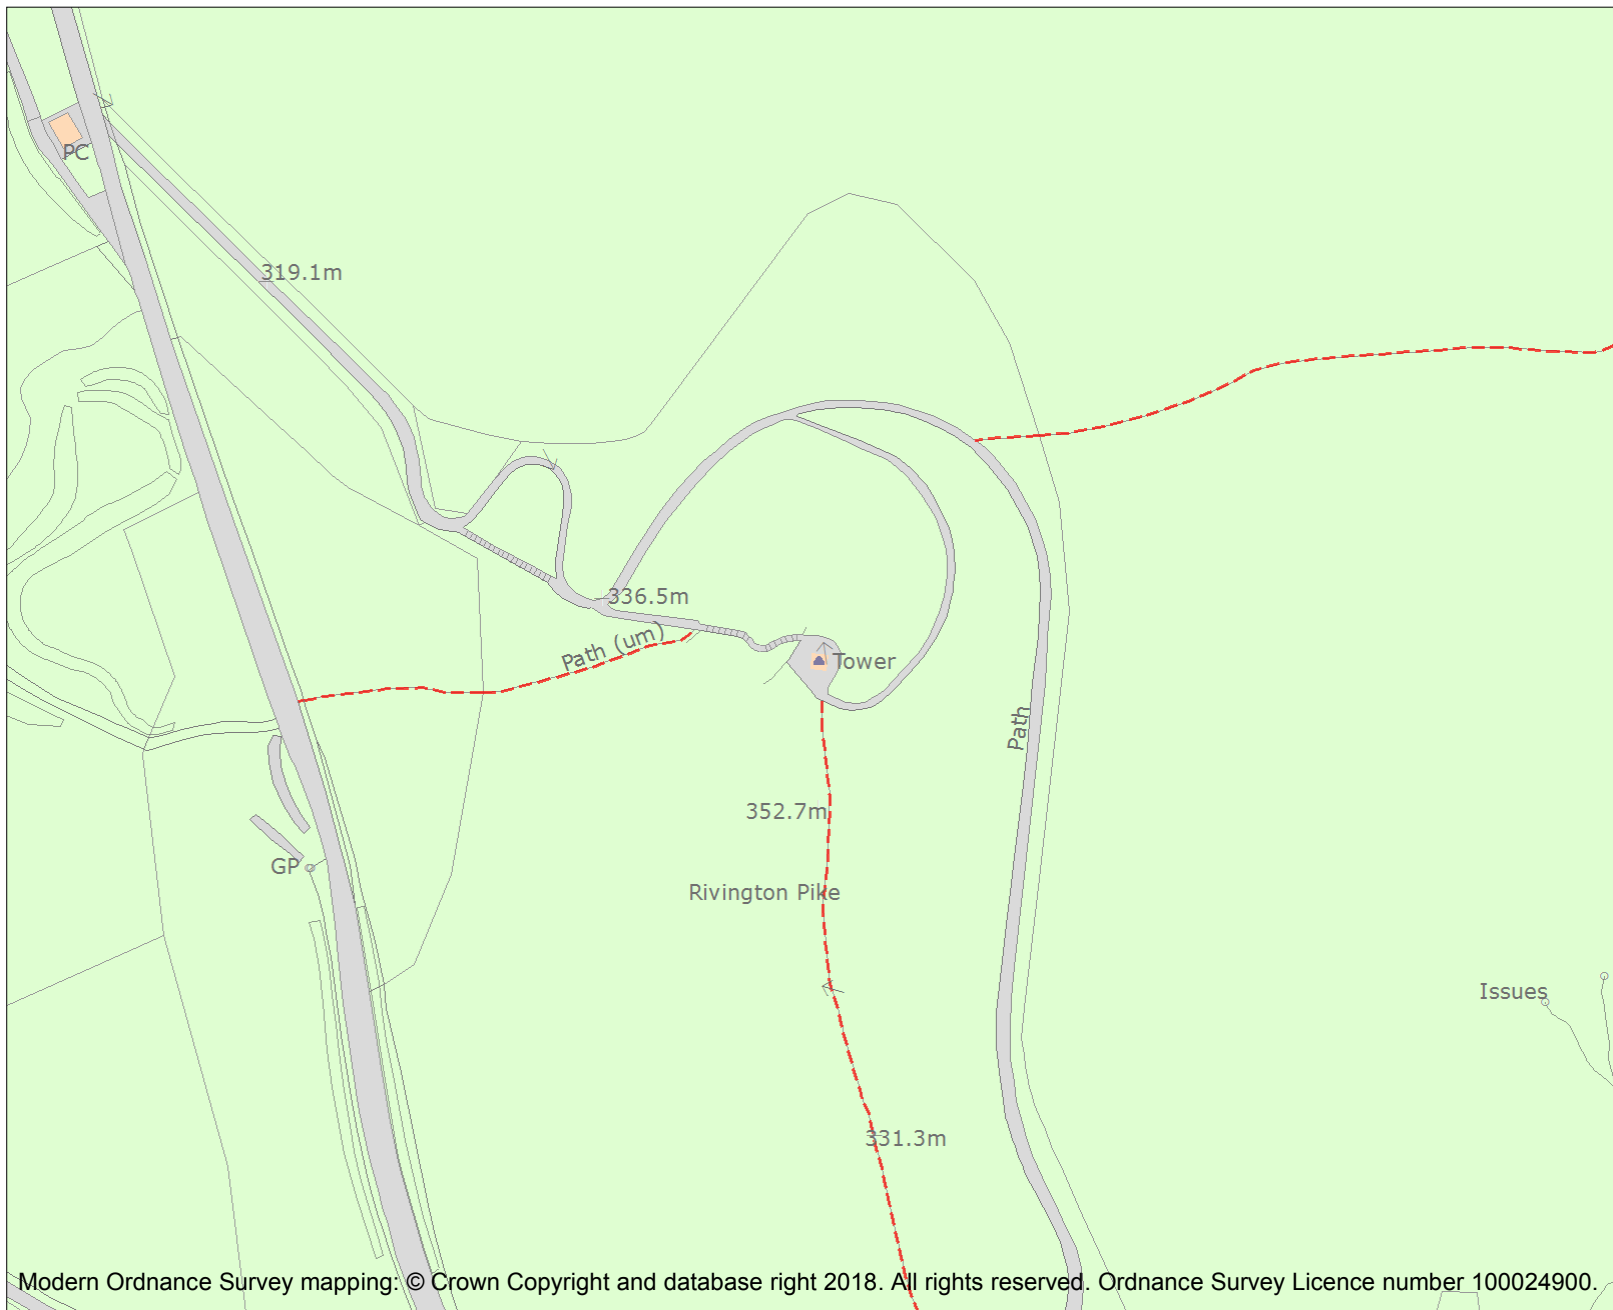 PC
319.1m
336.5m
Path (um)
Tower
Path
352.7m
GP
Rivington Pike
Issues
331.3m
Modern Ordnance Survey mapping: © Crown Copyright and database right 2018. All rights reserved. Ordnance Survey Licence number 100024900.